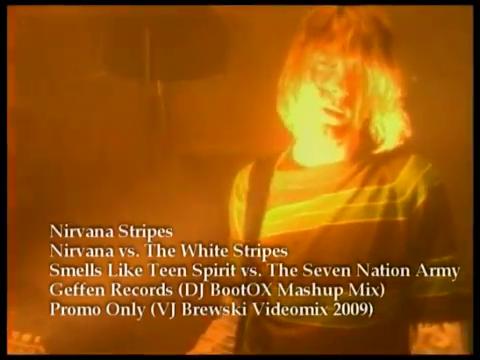 Nirvana Stripes
Nirvana vs. The White Stripes
Smells Like Teen Spirit vs. The Seven Nation Army
Geffen Records (DJ BootOX Mashup Mix)
Promo Only (VJ Brewski Videomix 2009)